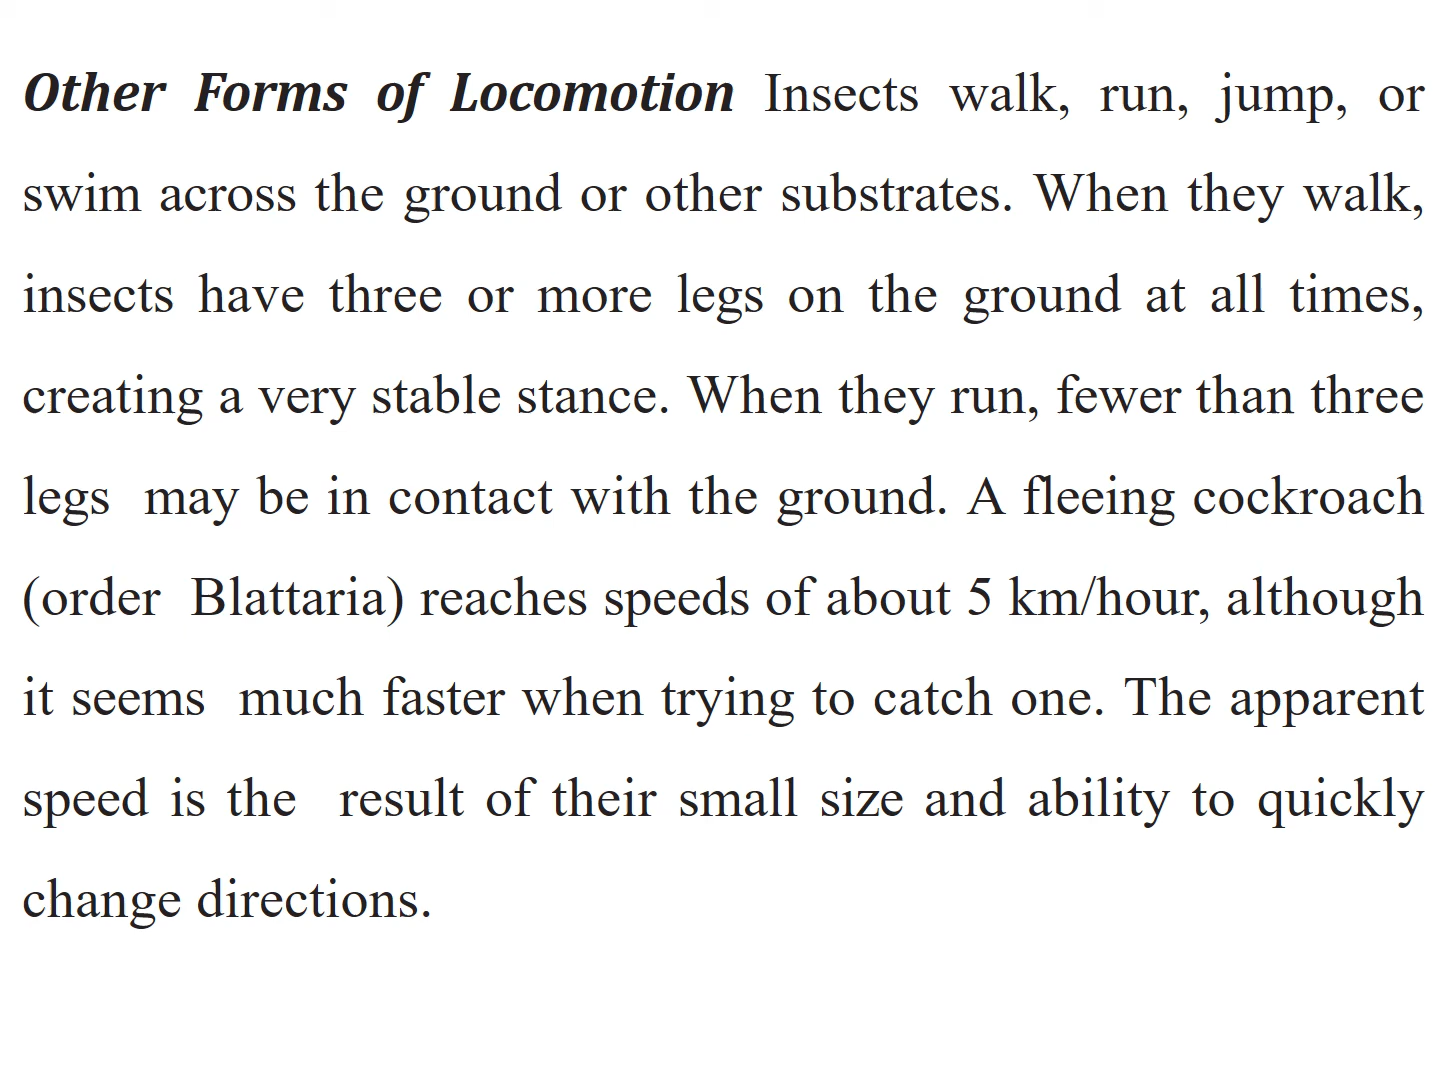 Other Forms of Locomotion Insects walk, run, jump, or
swim across the ground or other substrates. When they walk,
insects have three or more legs on the ground at all times,
creating a very stable stance. When they run, fewer than three
legs may be in contact with the ground. A fleeing cockroach
(order Blattaria) reaches speeds of about 5 km/hour, although
it seems much faster when trying to catch one. The apparent
speed is the result of their small size and ability to quickly
change directions.